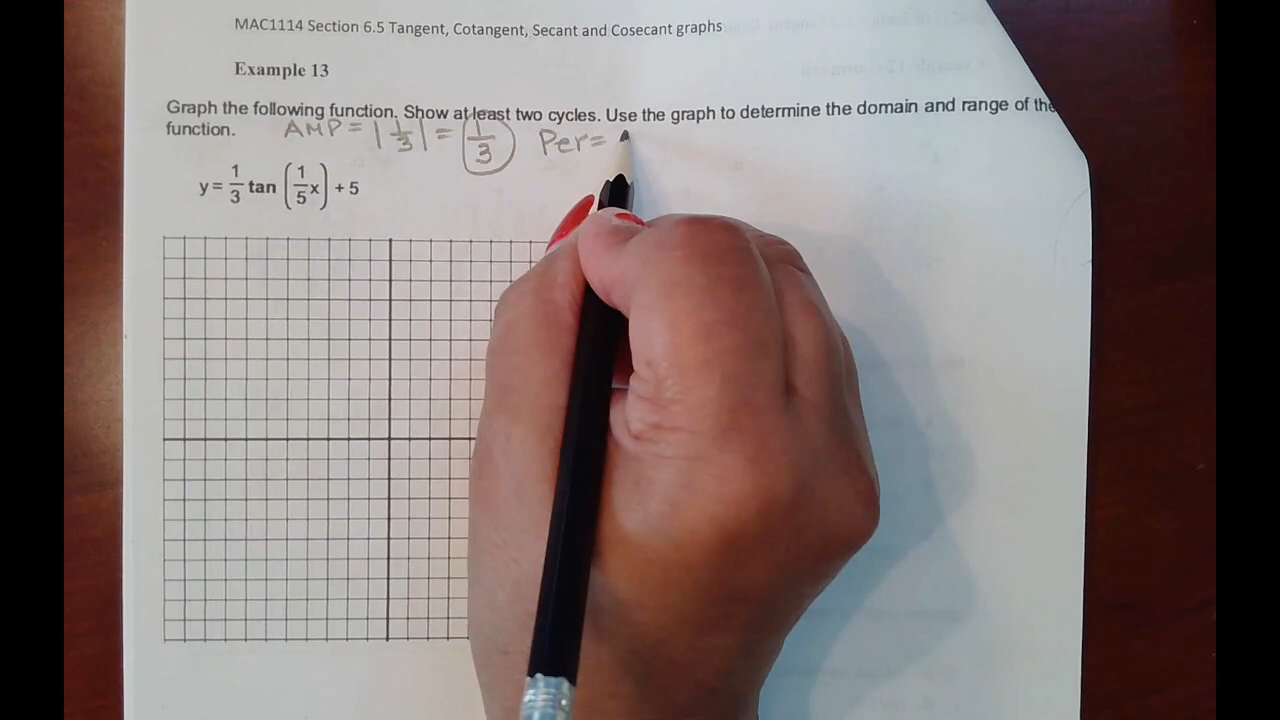 MAC1114 Section 6.5 Tangent, Cotangent, Secant and Cosecant graphs
Example 13
Graph the following function. Show at least two cycles. Use the graph to determine the domain and range of the
function.
AMP = |1/3| = 1/3 Per =
y = 1/3 tan (1/5 x) + 5